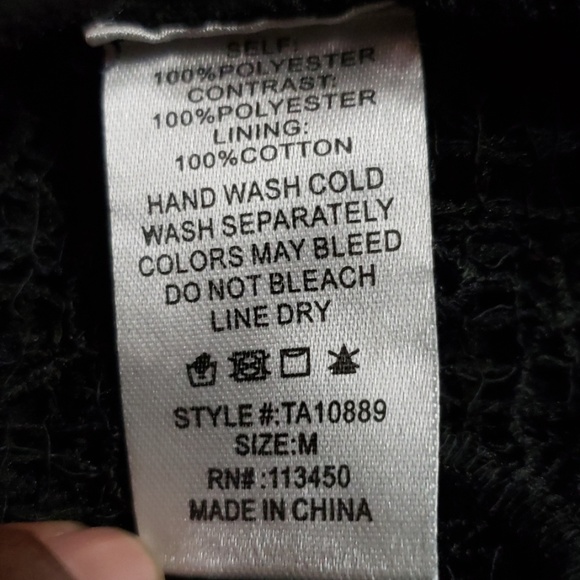 SELF:
100%POLYESTER
CONTRAST:
100%POLYESTER
LINING:
100%COTTON
HAND WASH COLD
WASH SEPARATELY
COLORS MAY BLEED
DO NOT BLEACH
LINE DRY
STYLE#:TA10889
SIZE:M
RN#:113450
MADE IN CHINA